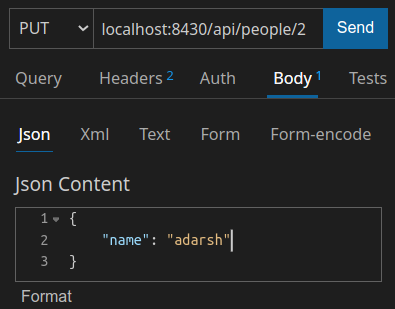 PUT localhost:8430/api/people/2 Send
Query Headers 2 Auth Body 1 Tests
Json Xml Text Form Form-encode
Json Content
1 {
2 "name": "adarsh"
3 }
Format